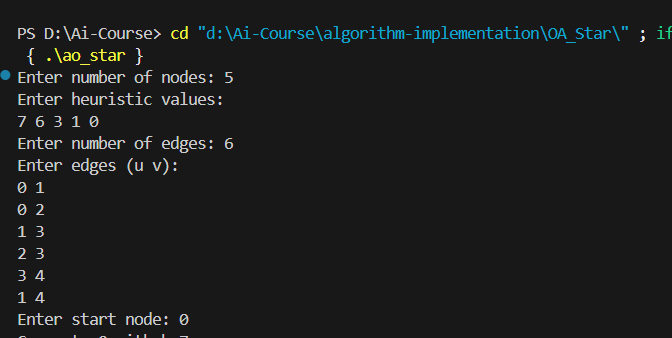 PS D:\Ai-Course> cd "d:\Ai-Course\algorithm-implementation\OA_Star\" ; if
{ .\ao_star }
Enter number of nodes: 5
Enter heuristic values:
7 6 3 1 0
Enter number of edges: 6
Enter edges (u v):
0 1
0 2
1 3
2 3
3 4
1 4
Enter start node: 0